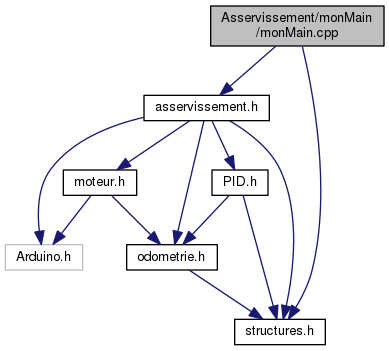 Asservissement/monMain
/monMain.cpp
asservissement.h
moteur.h
PID.h
Arduino.h
odometrie.h
structures.h